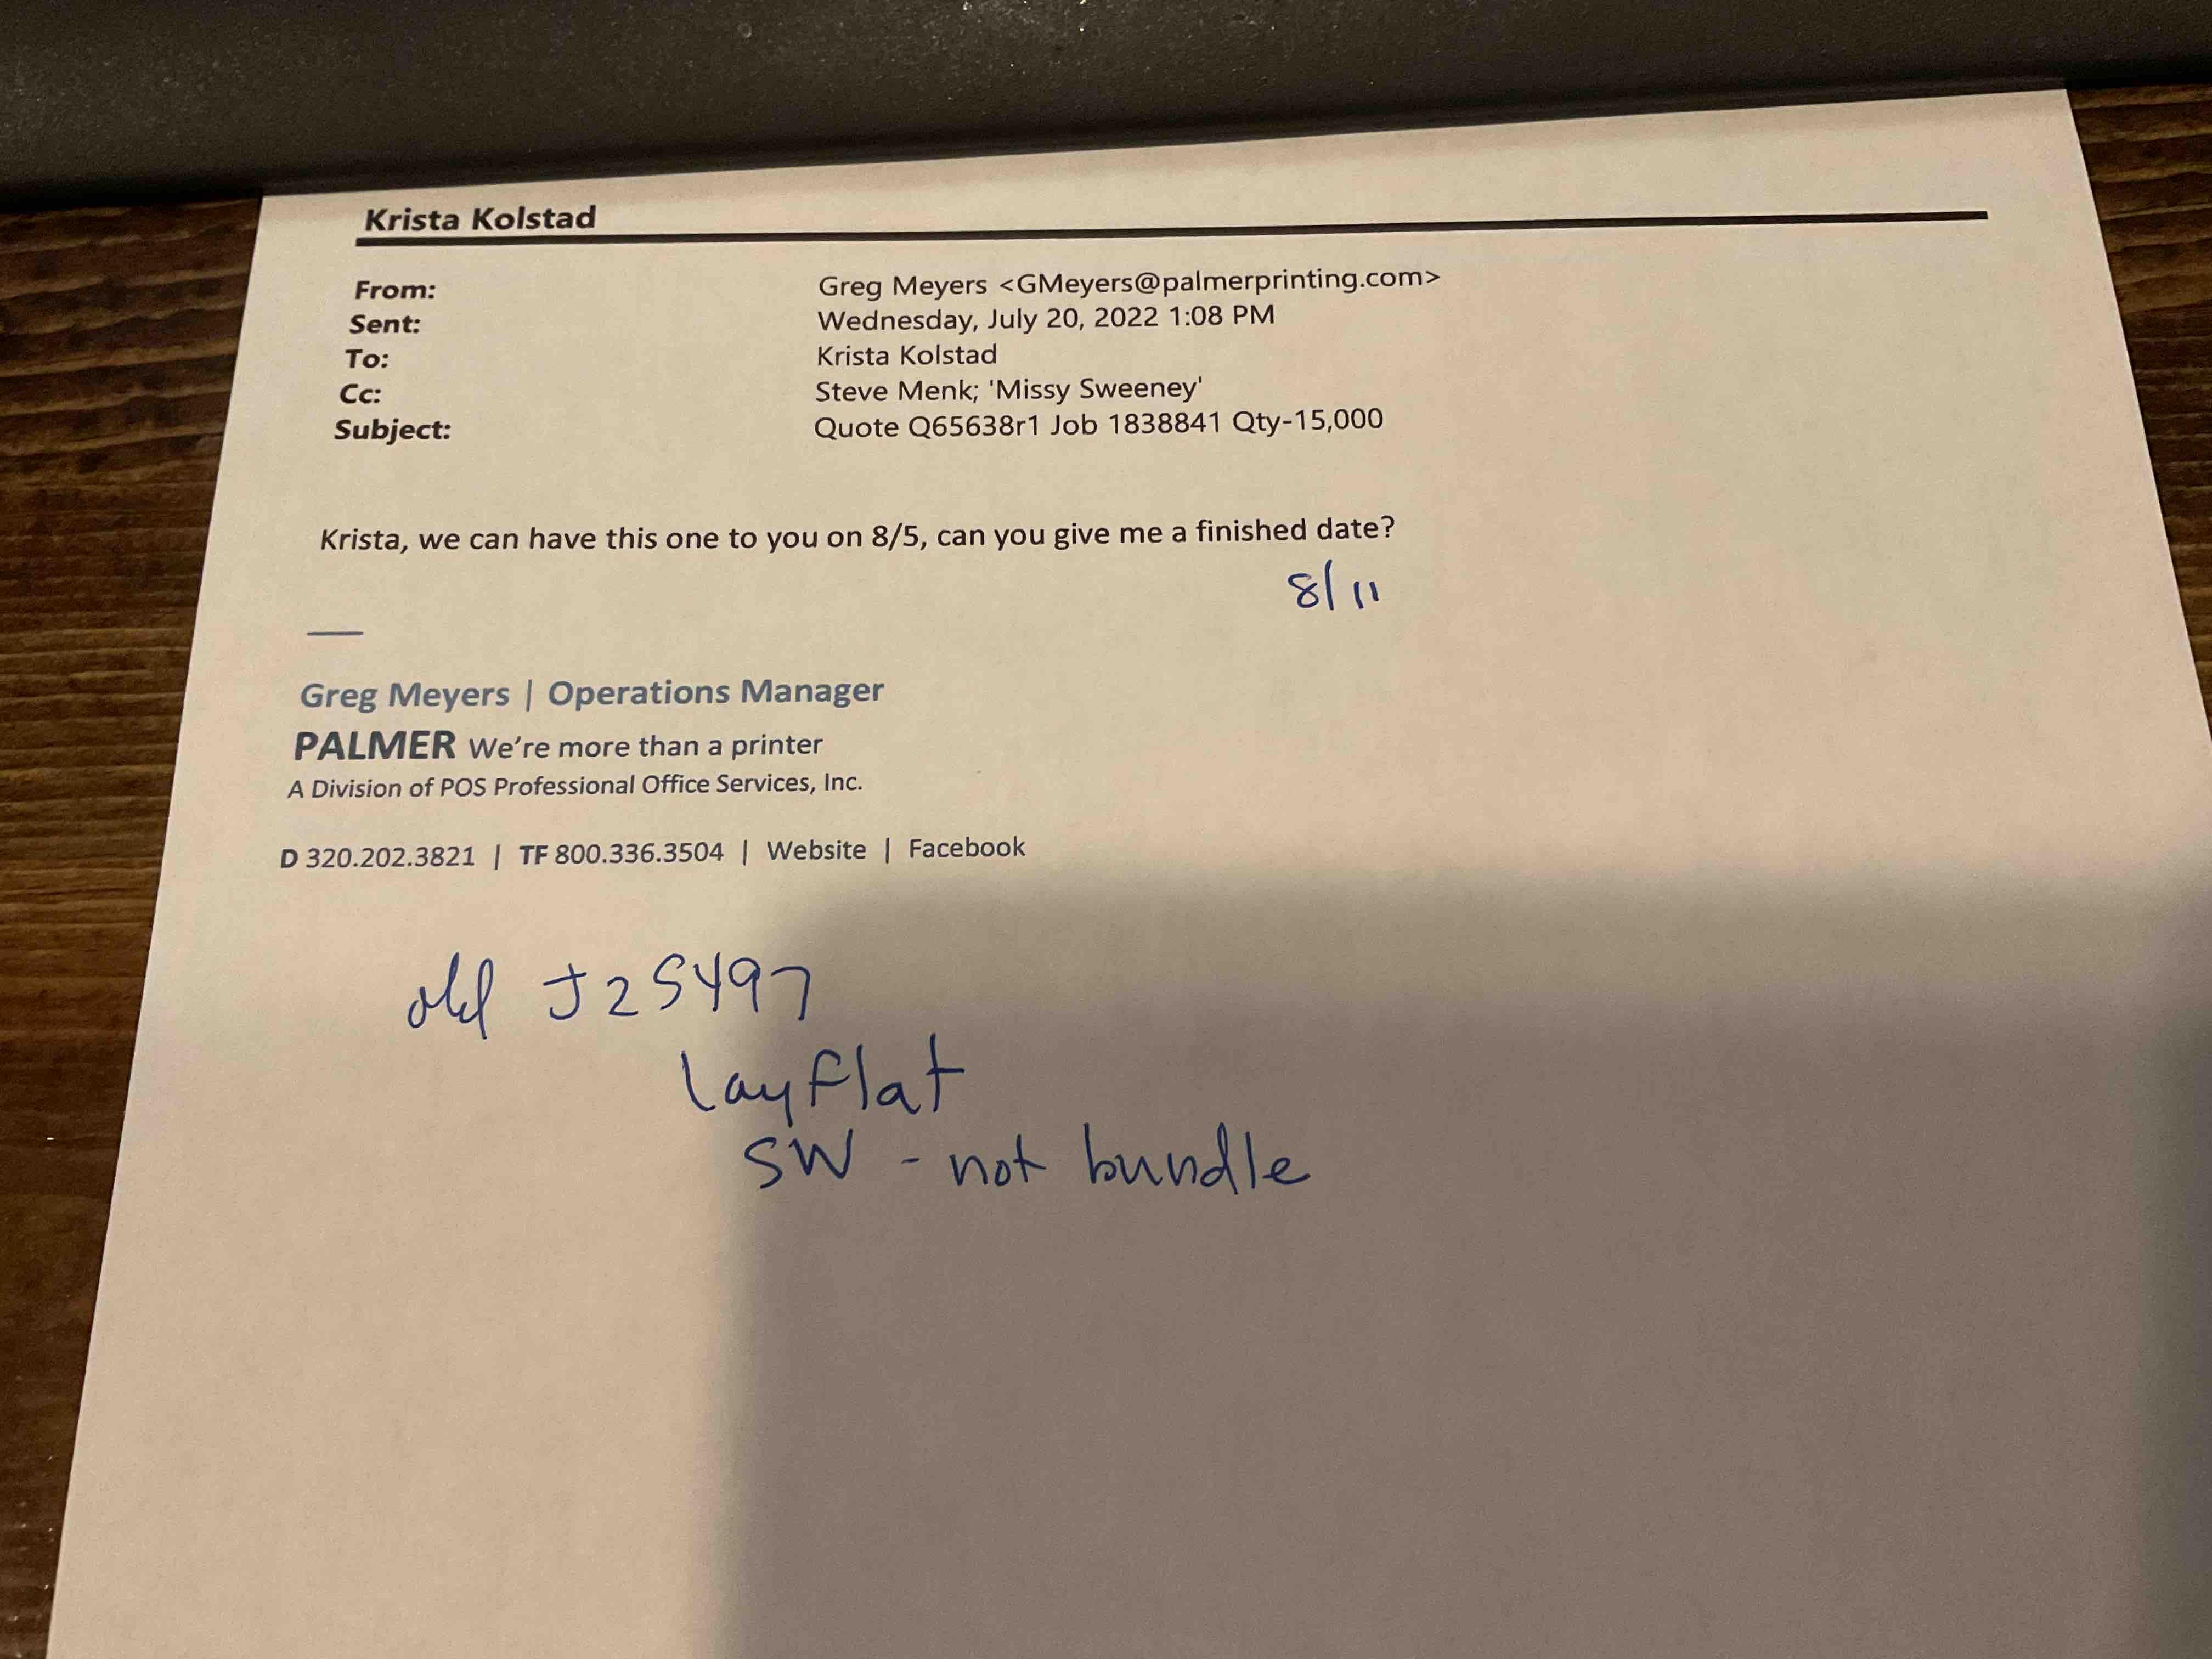 Krista Kolstad
From: Greg Meyers <GMeyers@palmerprinting.com>
Sent: Wednesday, July 20, 2022 1:08 PM
To: Krista Kolstad
Cc: Steve Menk; 'Missy Sweeney'
Subject: Quote Q65638r1 Job 1838841 Qty-15,000
Krista, we can have this one to you on 8/5, can you give me a finished date?
8/11
Greg Meyers | Operations Manager
PALMER We're more than a printer
A Division of POS Professional Office Services, Inc.
D 320.202.3821 | TF 800.336.3504 | Website | Facebook
old J25497
layflat
SW - not bundle